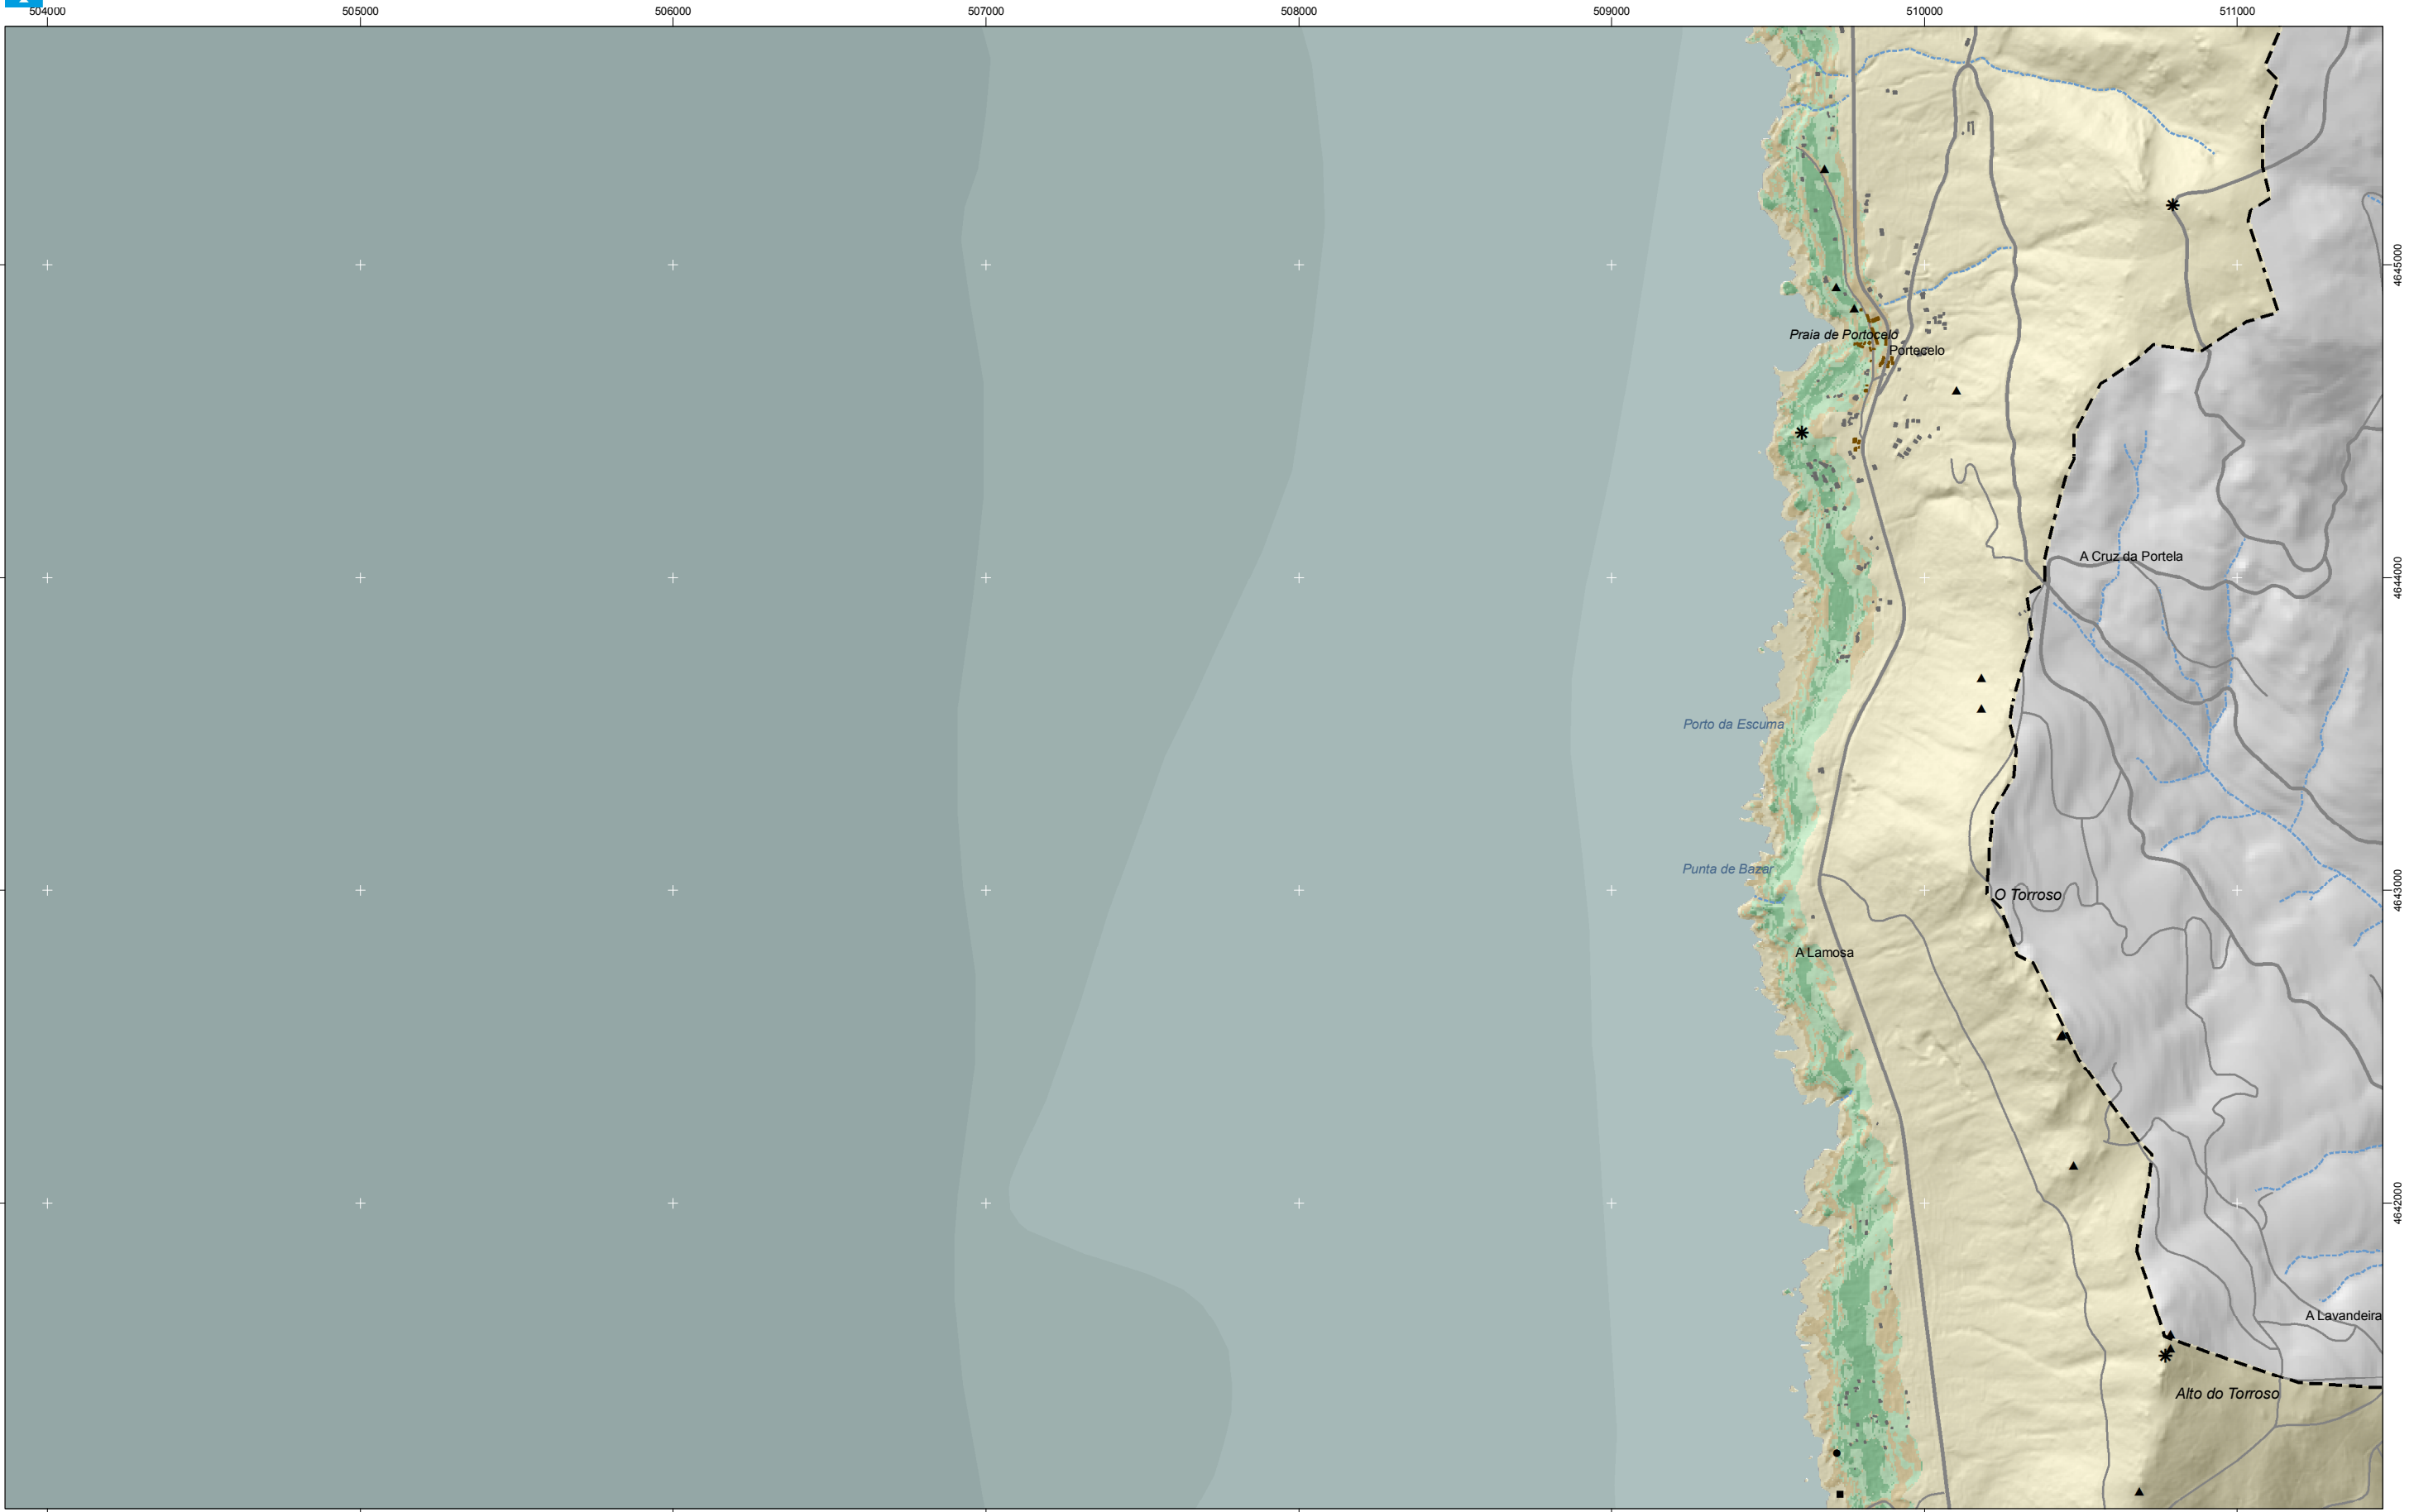 504000
505000
506000
507000
508000
509000
510000
511000
4645000
Praia de Portocelo
Portecelo
A Cruz da Portela
4644000
Porto da Escuma
Punta de Bazar
4643000
O Torroso
A Lamosa
4642000
A Lavandeira
Alto do Torroso